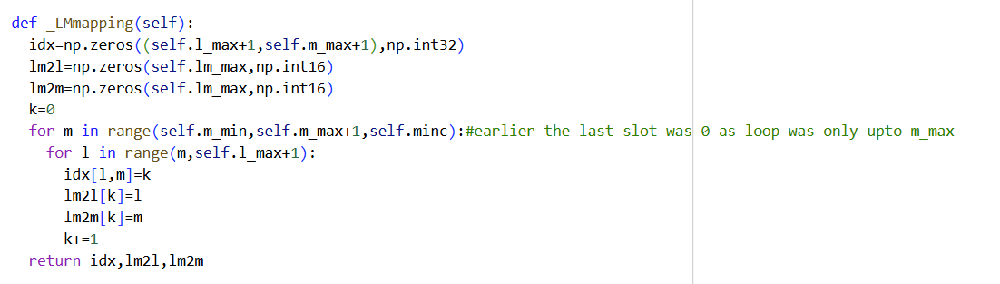 def _LMmapping(self):
  idx=np.zeros((self.l_max+1,self.m_max+1),np.int32)
  lm2l=np.zeros(self.lm_max,np.int16)
  lm2m=np.zeros(self.lm_max,np.int16)
  k=0
  for m in range(self.m_min,self.m_max+1,self.minc):#earlier the last slot was 0 as loop was only upto m_max
    for l in range(m,self.l_max+1):
      idx[l,m]=k
      lm2l[k]=l
      lm2m[k]=m
      k+=1
  return idx,lm2l,lm2m